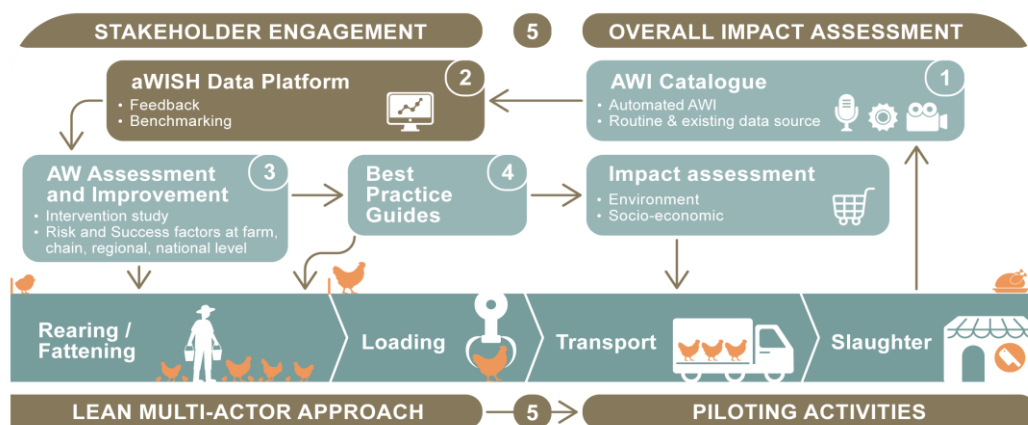 STAKEHOLDER ENGAGEMENT
5
OVERALL IMPACT ASSESSMENT
aWISH Data Platform
2
• Feedback
• Benchmarking
AWI Catalogue
1
• Automated AWI
• Routine & existing data source
AW Assessment
and Improvement
3
• Intervention study
• Risk and Success factors at farm,
chain, regional, national level
Best
Practice
Guides
4
Impact assessment
• Environment
• Socio-economic
Rearing /
Fattening
Loading
Transport
Slaughter
LEAN MULTI-ACTOR APPROACH
5
PILOTING ACTIVITIES